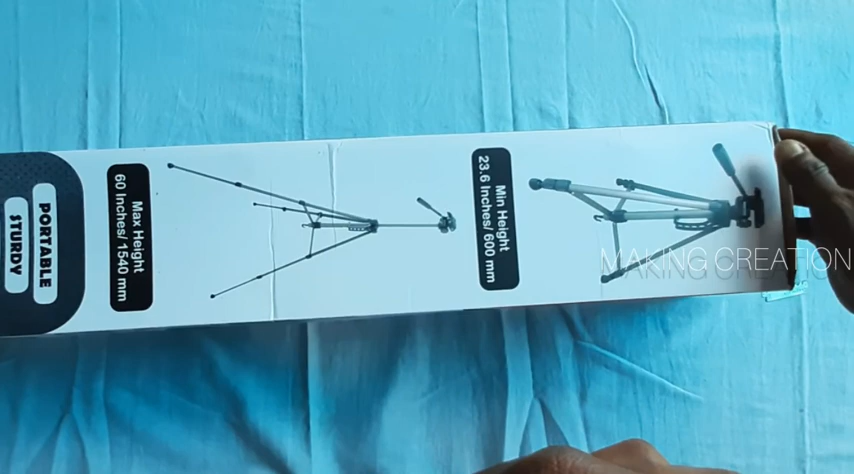 PORTABLE
STURDY
Max Height
60 Inches/ 1540 mm
Min Height
23.6 Inches/ 600 mm
MAKING CREATION